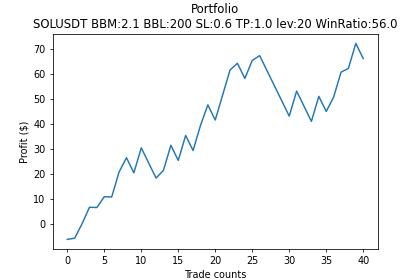 Portfolio
SOLUSDT BBM:2.1 BBL:200 SL:0.6 TP:1.0 lev:20 WinRatio:56.0
70
60
50
40
30
20
10
0
Profit ($)
0 5 10 15 20 25 30 35 40
Trade counts